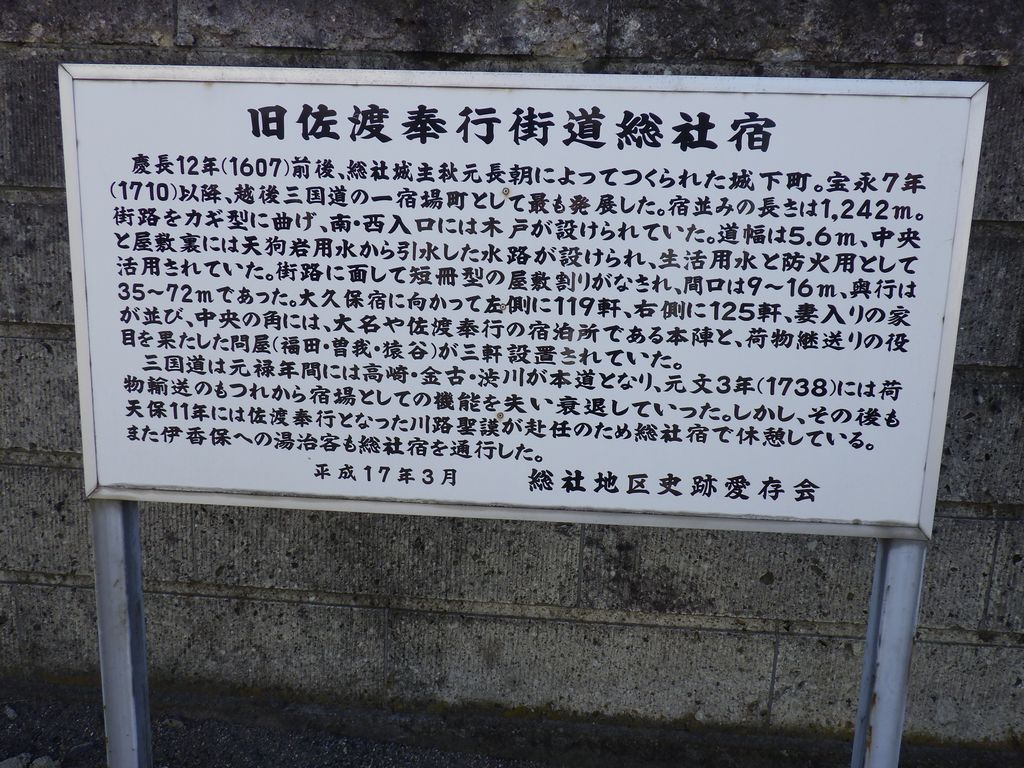 旧佐渡奉行街道総社宿
慶長12年(1607)前後、総社城主秋元長朝によってつくられた城下町。宝永7年
(1710)以降、越後三国道の一宿場町として最も発展した。宿並みの長さは1,242m。
街路をカギ型に曲げ、南・西入口には木戸が設けられていた。道幅は5.6m、中央
と屋敷裏には天狗岩用水から引水した水路が設けられ、生活用水と防火用として
活用されていた。街路に面して短冊型の屋敷割りがなされ、間口は9～16m、奥行は
35～72mであった。大久保宿に向かって左側に119軒、右側に125軒、妻入りの家
が並び、中央の角には、大名や佐渡奉行の宿泊所である本陣と、荷物継送りの役
目を果たした問屋(福田・曽我・猿谷)が三軒設置されていた。
三国道は元禄年間には高崎・金古・渋川が本道となり、元文3年(1738)には荷
物輸送のもつれから宿場としての機能を失い衰退していった。しかし、その後も
天保11年には佐渡奉行となった川路聖謨が赴任のため総社宿で休憩している。
また伊香保への湯治客も総社宿を通行した。
平成17年3月 総社地区史跡愛存会